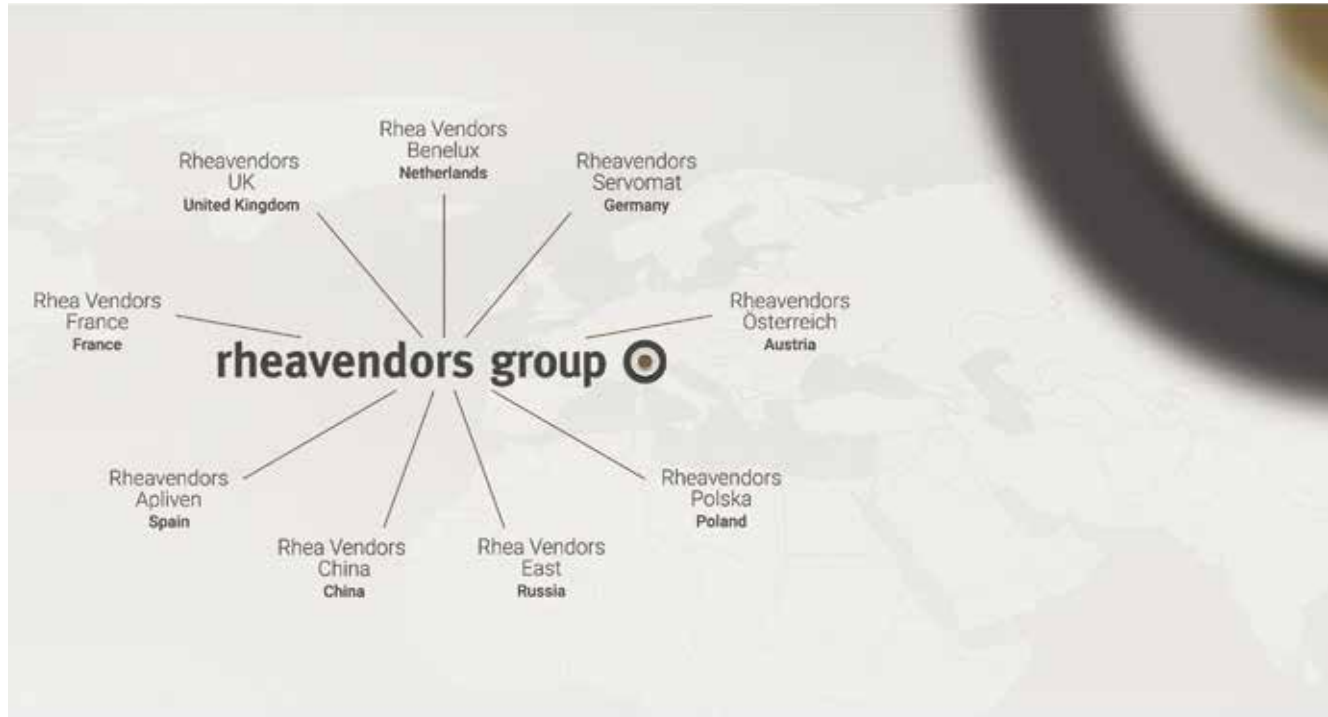 Rhea Vendors
Benelux
Netherlands
Rheavendors
UK
United Kingdom
Rheavendors
Servomat
Germany
Rhea Vendors
France
France
Rheavendors
Österreich
Austria
rheavendors group
Rheavendors
Apliven
Spain
Rheavendors
Polska
Poland
Rhea Vendors
China
China
Rhea Vendors
East
Russia